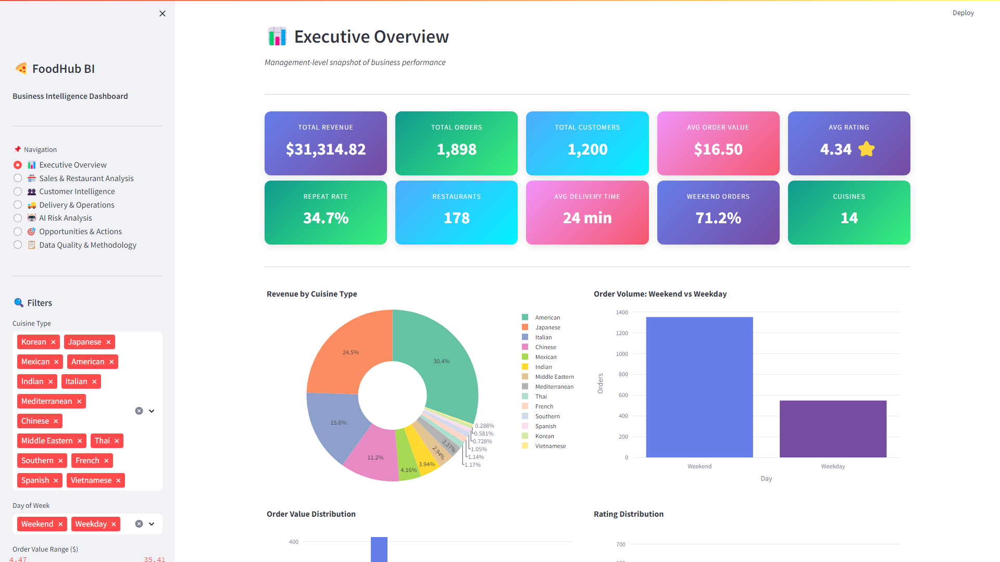 Deploy
🍕 FoodHub BI
Business Intelligence Dashboard
📌 Navigation
📊 Executive Overview
🏪 Sales & Restaurant Analysis
👥 Customer Intelligence
🚚 Delivery & Operations
🤖 AI Risk Analysis
🎯 Opportunities & Actions
📋 Data Quality & Methodology
🔍 Filters
Cuisine Type
Korean × Japanese ×
Mexican × American ×
Indian × Italian ×
Mediterranean ×
Chinese ×
Middle Eastern × Thai ×
Southern × French ×
Spanish × Vietnamese ×
Day of Week
Weekend × Weekday ×
Order Value Range ($)
4.47 35.41
📊 Executive Overview
Management-level snapshot of business performance
TOTAL REVENUE
$31,314.82
TOTAL ORDERS
1,898
TOTAL CUSTOMERS
1,200
AVG ORDER VALUE
$16.50
AVG RATING
4.34 ⭐
REPEAT RATE
34.7%
RESTAURANTS
178
AVG DELIVERY TIME
24 min
WEEKEND ORDERS
71.2%
CUISINES
14
Revenue by Cuisine Type
30.4%
24.5%
15.6%
11.2%
4.16%
3.94%
2.94%
2.27%
0.288%
0.581%
0.728%
1.05%
1.14%
1.17%
American
Japanese
Italian
Chinese
Mexican
Indian
Middle Eastern
Mediterranean
Thai
French
Southern
Spanish
Korean
Vietnamese
Order Volume: Weekend vs Weekday
1400
1200
1000
800
600
400
200
0
Orders
Weekend Weekday
Day
Order Value Distribution
400
Rating Distribution
700